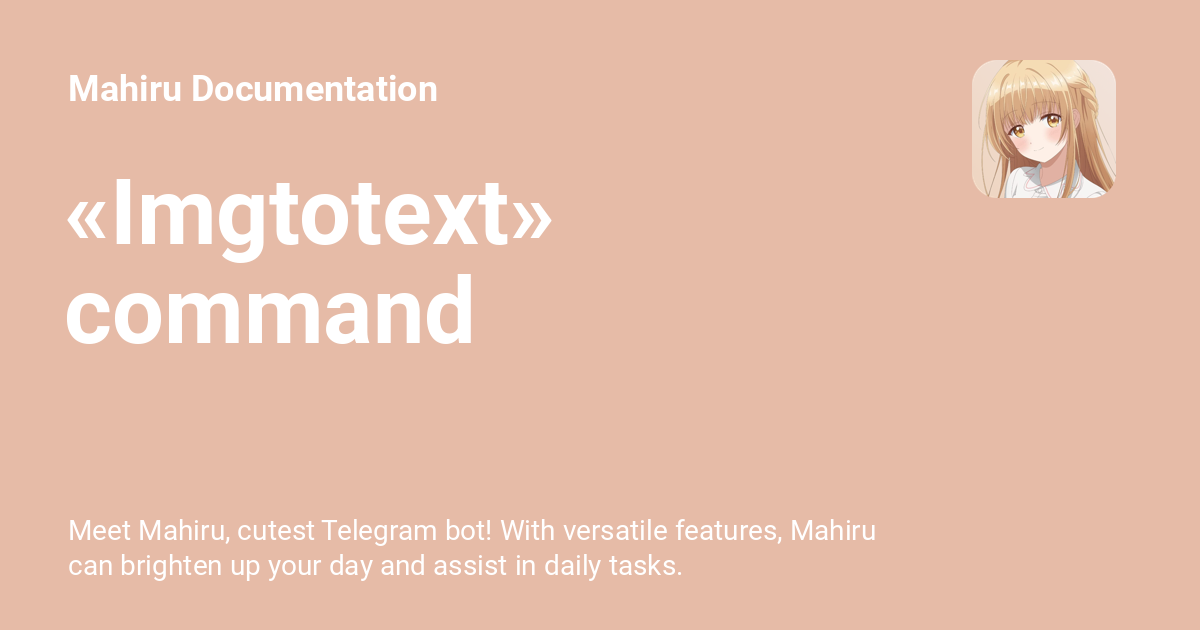 Mahiru Documentation
«Imgtotext»
command
Meet Mahiru, cutest Telegram bot! With versatile features, Mahiru
can brighten up your day and assist in daily tasks.